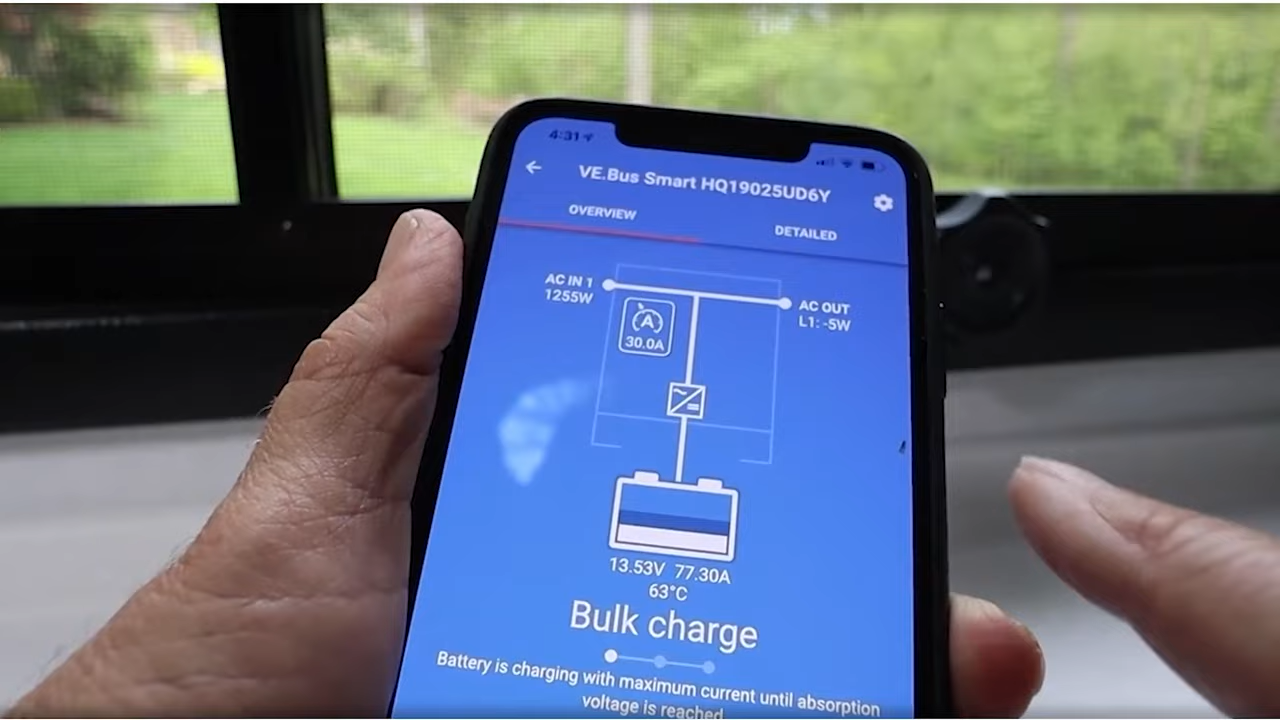 4:31
VE.Bus Smart HQ19025UD6Y
OVERVIEW
DETAILED
AC IN 1
1255W
A
30.0A
AC OUT
L1: -5W
13.53V 77.30A
63°C
Bulk charge
Battery is charging with maximum current until absorption
voltage is reached